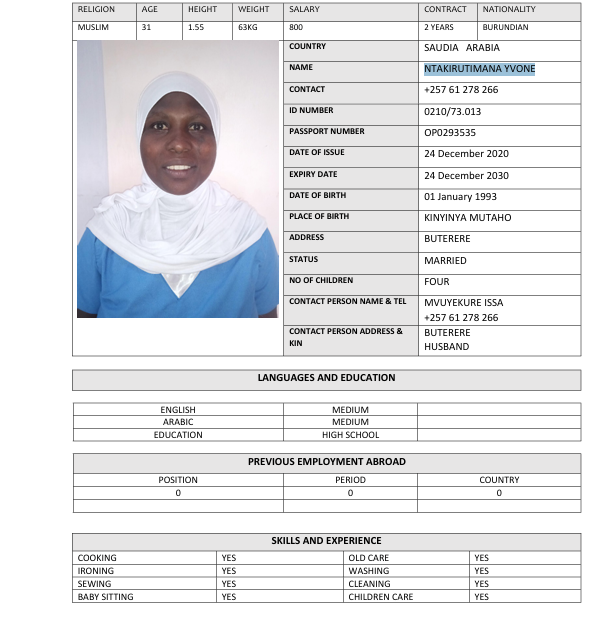 RELIGION AGE HEIGHT WEIGHT SALARY CONTRACT NATIONALITY
MUSLIM 31 1.55 63KG 800 2 YEARS BURUNDIAN
COUNTRY SAUDIA ARABIA
NAME NTAKIRUTIMANA YVONE
CONTACT +257 61 278 266
ID NUMBER 0210/73.013
PASSPORT NUMBER OP0293535
DATE OF ISSUE 24 December 2020
EXPIRY DATE 24 December 2030
DATE OF BIRTH 01 January 1993
PLACE OF BIRTH KINYINYA MUTAHO
ADDRESS BUTERERE
STATUS MARRIED
NO OF CHILDREN FOUR
CONTACT PERSON NAME & TEL MVUYEKURE ISSA
+257 61 278 266
CONTACT PERSON ADDRESS & BUTERERE
KIN HUSBAND
LANGUAGES AND EDUCATION
ENGLISH MEDIUM
ARABIC MEDIUM
EDUCATION HIGH SCHOOL
PREVIOUS EMPLOYMENT ABROAD
POSITION PERIOD COUNTRY
0 0 0
SKILLS AND EXPERIENCE
COOKING YES OLD CARE YES
IRONING YES WASHING YES
SEWING YES CLEANING YES
BABY SITTING YES CHILDREN CARE YES